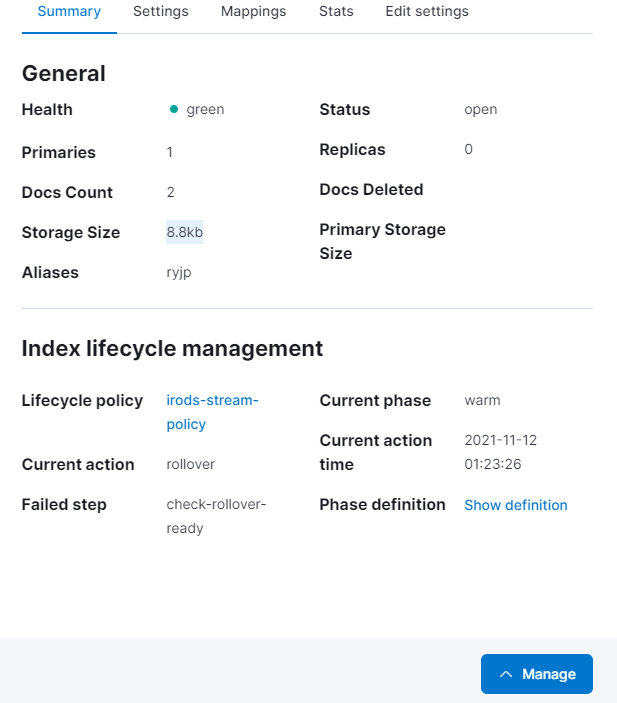 Summary Settings Mappings Stats Edit settings
General
Health green Status open
Primaries 1 Replicas 0
Docs Count 2 Docs Deleted
Storage Size 8.8kb Primary Storage Size
Aliases ryjp
Index lifecycle management
Lifecycle policy irods-stream-policy Current phase warm
Current action rollover Current action time 2021-11-12 01:23:26
Failed step check-rollover-ready Phase definition Show definition
Manage